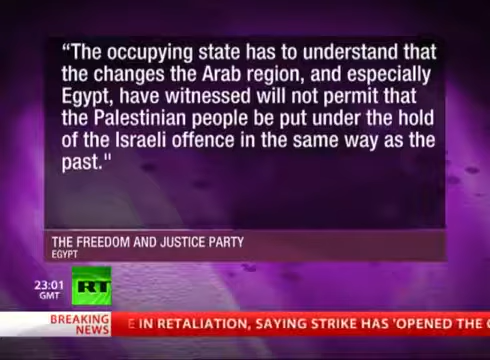 “The occupying state has to understand that
the changes the Arab region, and especially
Egypt, have witnessed will not permit that
the Palestinian people be put under the hold
of the Israeli offence in the same way as the
past."
THE FREEDOM AND JUSTICE PARTY
EGYPT
23:01
GMT
RT
BREAKING
NEWS
E IN RETALIATION, SAYING STRIKE HAS 'OPENED THE